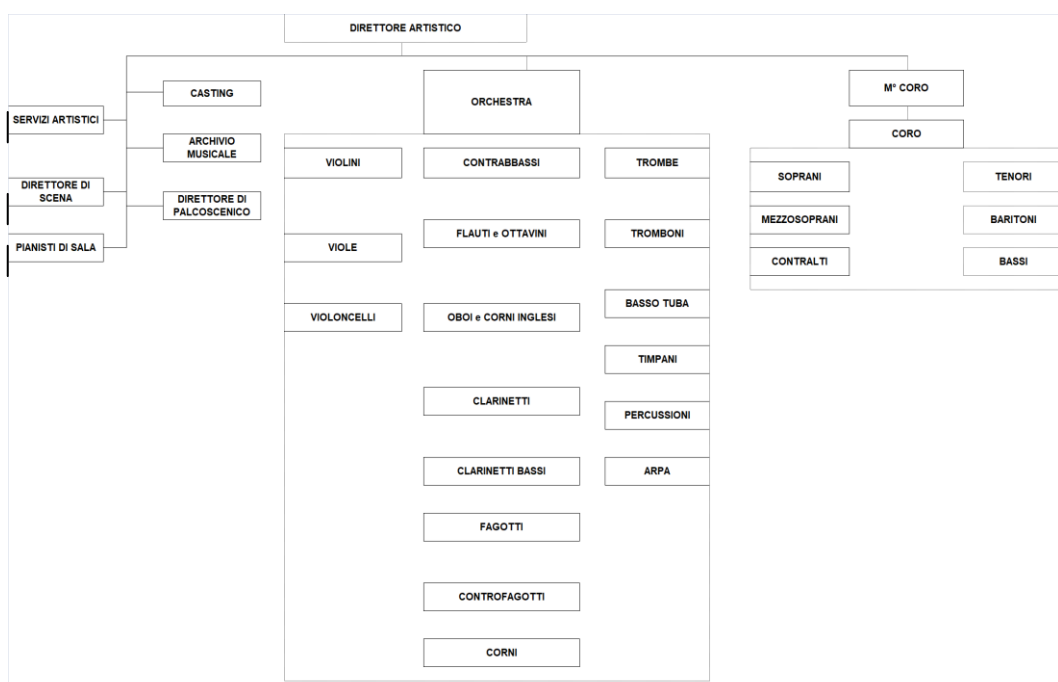 DIRETTORE ARTISTICO
CASTING
SERVIZI ARTISTICI
ARCHIVIO
MUSICALE
DIRETTORE DI
SCENA
DIRETTORE DI
PALCOSCENICO
PIANISTI DI SALA
ORCHESTRA
VIOLINI
VIOLE
VIOLONCELLI
CONTRABBASSI
FLAUTI e OTTAVINI
OBOI e CORNI INGLESI
CLARINETTI
CLARINETTI BASSI
FAGOTTI
CONTROFAGOTTI
CORNI
TROMBE
TROMBONI
BASSO TUBA
TIMPANI
PERCUSSIONI
ARPA
M° CORO
CORO
SOPRANI
MEZZOSOPRANI
CONTRALTI
TENORI
BARITONI
BASSI